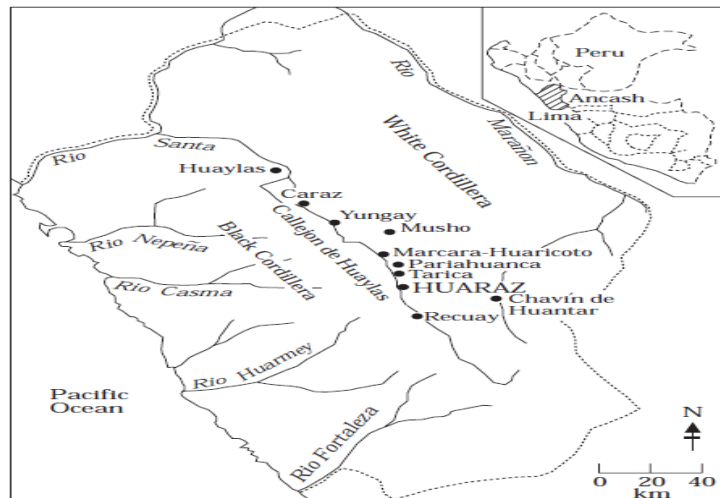 Peru
Ancash
Lima
Rio
Marañon
White Cordillera
Rio Santa
Huaylas
Caraz
Yungay
Musho
Callejon de Huaylas
Black Cordillera
Rio Nepeña
Marcara-Huaricoto
Pariahuanca
Tarica
HUARAZ
Rio Casma
Chavín de
Huantar
Recuay
Rio Huarmey
Pacific
Ocean
Rio Fortaleza
N
0 20 40
km